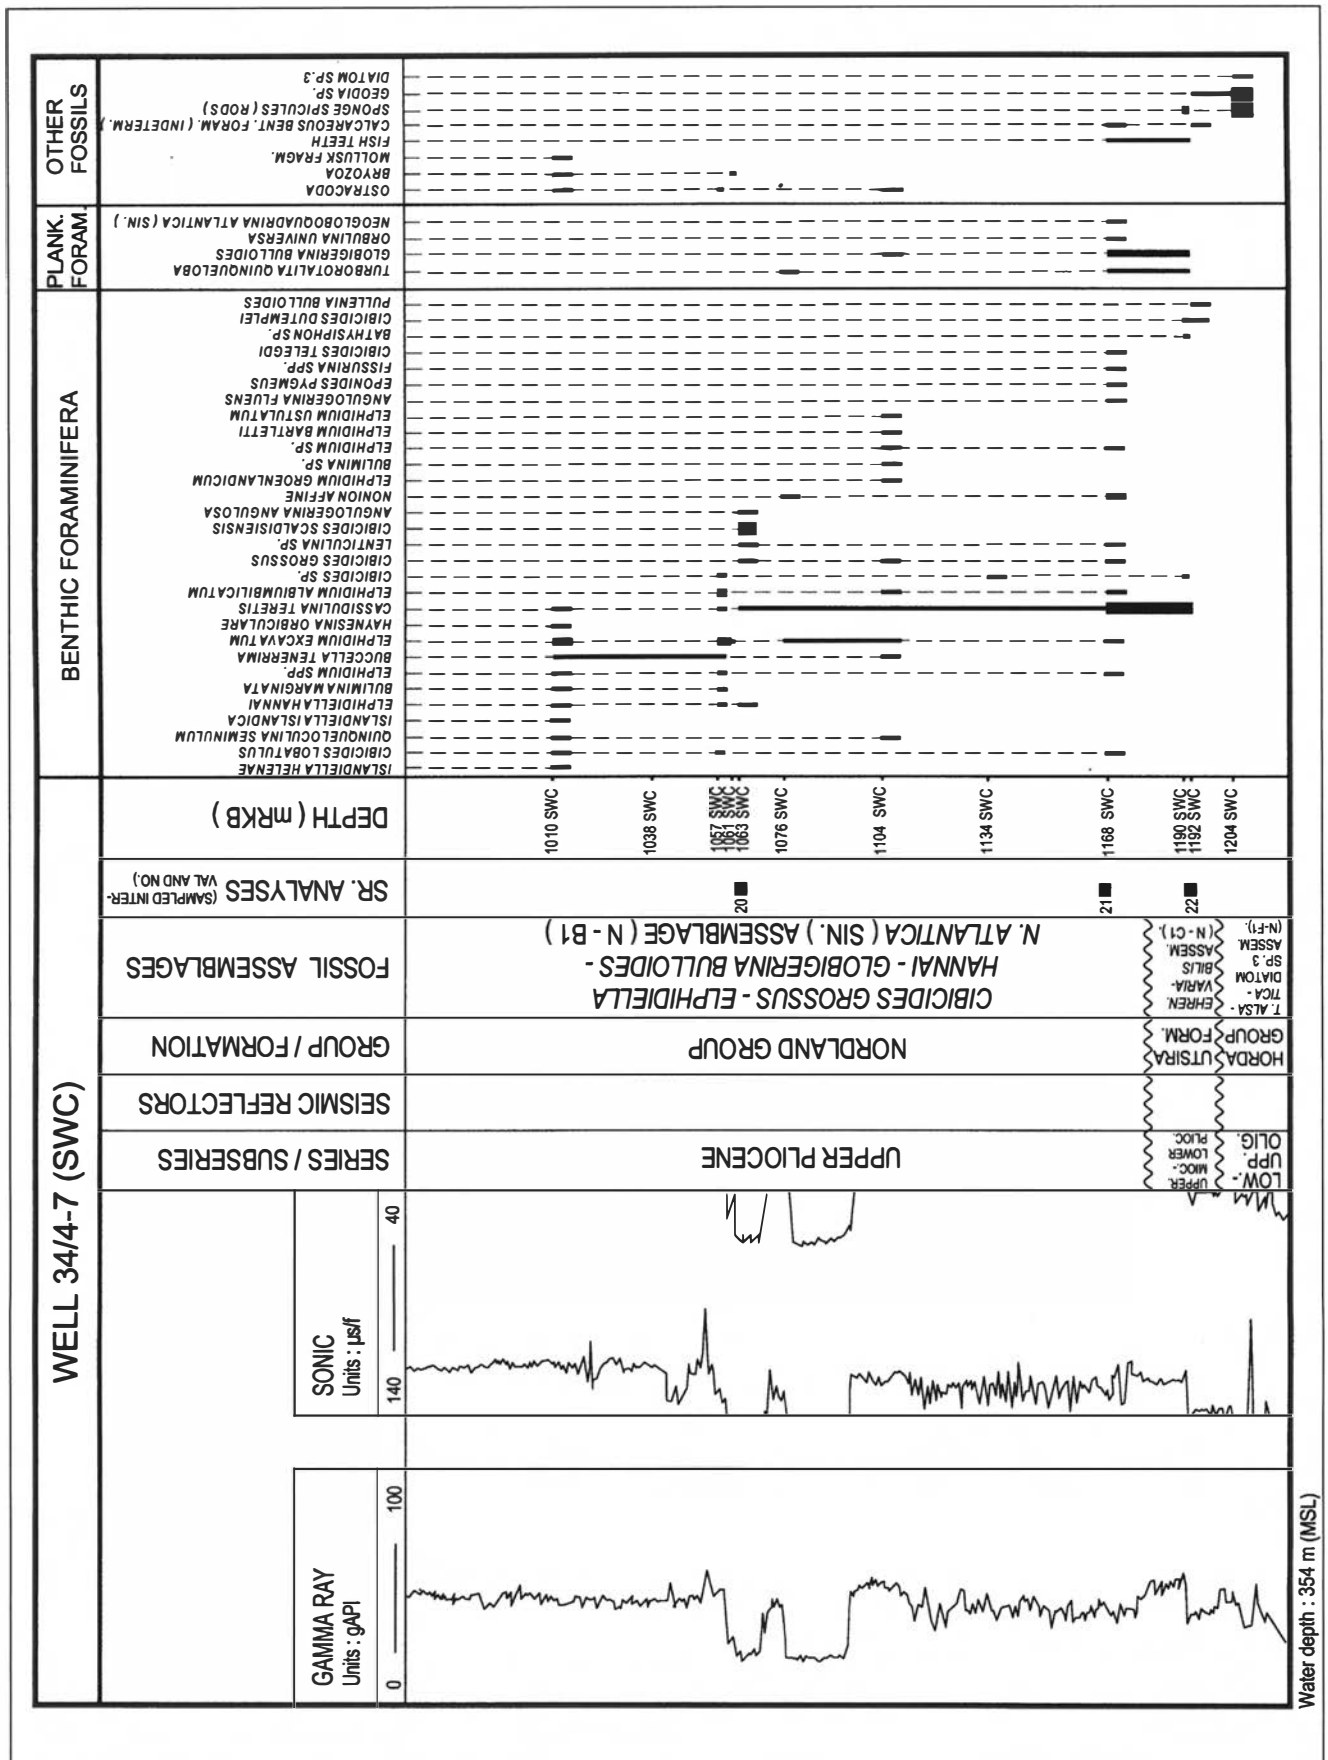 WELL 34/4-7 (SWC)
GAMMA RAY
Units : gAPI
0 100
SONIC
Units : µs/f
140 40
SERIES / SUBSERIES
UPPER PLIOCENE
UPPER.
MIOC.-
LOWER
PLIOC.
LOW.-
UPP.
OLIG.
SEISMIC REFLECTORS
GROUP / FORMATION
NORDLAND GROUP
UTSIRA
FORM.
HORDA
GROUP
FOSSIL ASSEMBLAGES
CIBICIDES GROSSUS - ELPHIDIELLA
HANNAI - GLOBIGERINA BULLOIDES -
N. ATLANTICA ( SIN. ) ASSEMBLAGE ( N - B1 )
EHREN.
VARIA-
BILIS
ASSEM.
( N - C1 ).
T. ALSA -
TICA -
DIATOM
SP. 3
ASSEM.
(N-F1).
SR. ANALYSES (SAMPLED INTER-
VAL AND NO.)
20
21
22
DEPTH ( mRKB )
1010 SWC
1038 SWC
1057 SWC
1061 SWC
1063 SWC
1076 SWC
1104 SWC
1134 SWC
1168 SWC
1190 SWC
1192 SWC
1204 SWC
BENTHIC FORAMINIFERA
ISLANDIELLA HELENAE
CIBICIDES LOBATULUS
QUINQUELOCULINA SEMINULUM
ISLANDIELLA ISLANDICA
ELPHIDIELLA HANNAI
BULIMINA MARGINATA
ELPHIDIUM SPP.
BUCCELLA TENERRIMA
ELPHIDIUM EXCAVATUM
HAYNESINA ORBICULARE
CASSIDULINA TERETIS
ELPHIDIUM ALBIUMBILICATUM
CIBICIDES SP.
CIBICIDES GROSSUS
LENTICULINA SP.
CIBICIDES SCALDISIENSIS
ANGULOGERINA ANGULOSA
NONION AFFINE
ELPHIDIUM GROENLANDICUM
BULIMINA SP.
ELPHIDIUM SP.
ELPHIDIUM BARTLETTI
ELPHIDIUM USTULATUM
ANGULOGERINA FLUENS
EPONIDES PYGMEUS
FISSURINA SPP.
CIBICIDES TELEGDI
BATHYSIPHON SP.
CIBICIDES DUTEMPLEI
PULLENIA BULLOIDES
PLANK.
FORAM.
TURBOROTALITA QUINQUELOBA
GLOBIGERINA BULLOIDES
ORBULINA UNIVERSA
NEOGLOBOQUADRINA ATLANTICA ( SIN. )
OTHER
FOSSILS
OSTRACODA
BRYOZOA
MOLLUSK FRAGM.
FISH TEETH
CALCAREOUS BENT. FORAM. ( INDETERM. )
SPONGE SPICULES ( RODS )
GEODIA SP.
DIATOM SP.3
Water depth : 354 m (MSL)